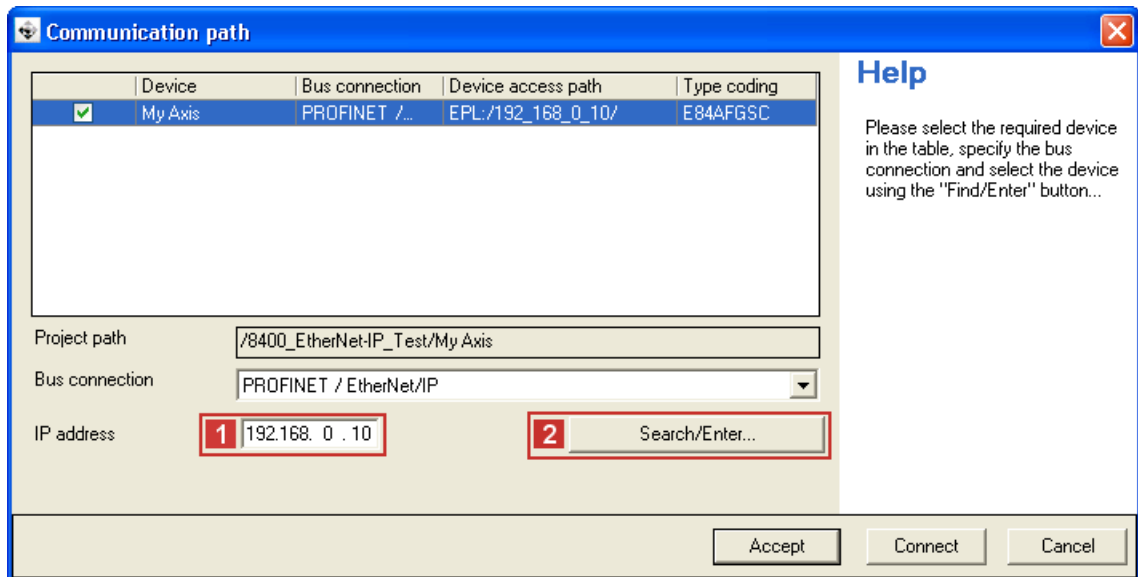 Communication path
Device Bus connection Device access path Type coding
My Axis PROFINET /... EPL:/192_168_0_10/ E84AFGSC
Help
Please select the required device
in the table, specify the bus
connection and select the device
using the "Find/Enter" button...
Project path /8400_EtherNet-IP_Test/My Axis
Bus connection PROFINET / EtherNet/IP
IP address 1 192.168. 0 . 10 2 Search/Enter...
Accept Connect Cancel